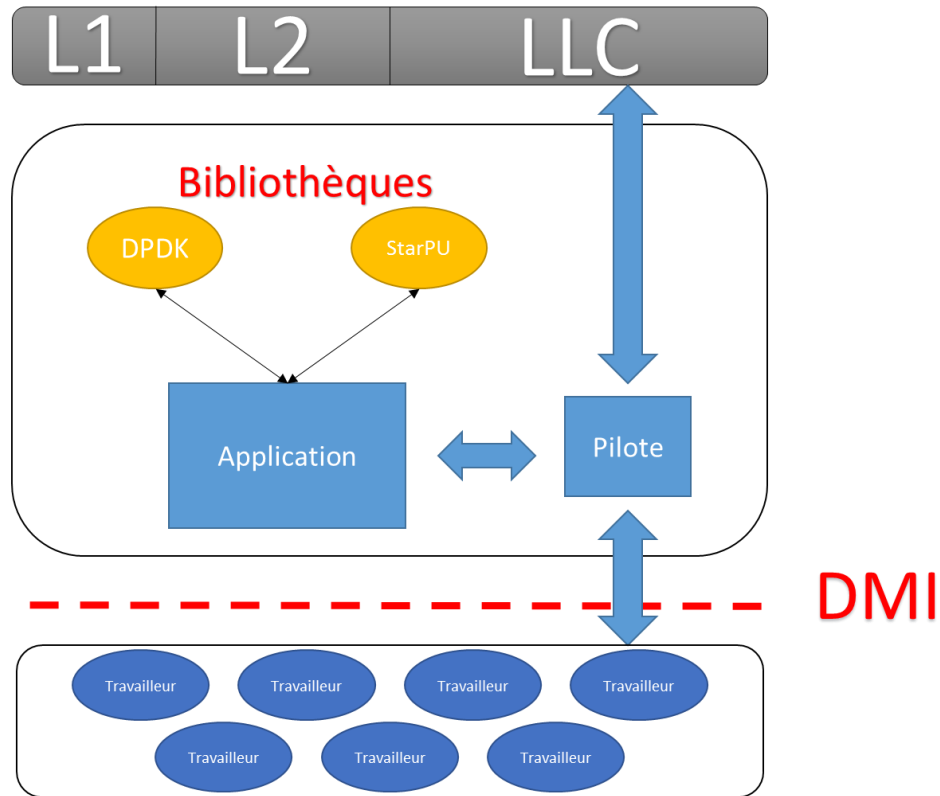 L1 L2 LLC
Bibliothèques
DPDK StarPU
Application Pilote
DMI
Travailleur Travailleur Travailleur Travailleur
Travailleur Travailleur Travailleur